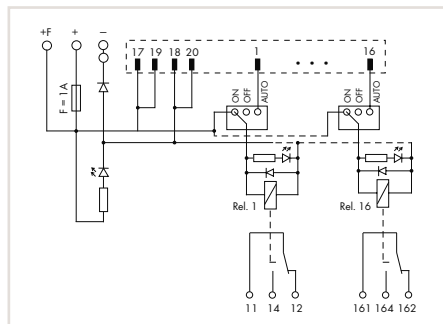 +F + −
17 19 18 20 1 16
F = 1A
ON OFF AUTO
ON OFF AUTO
Rel. 1 Rel. 16
11 14 12 161 164 162